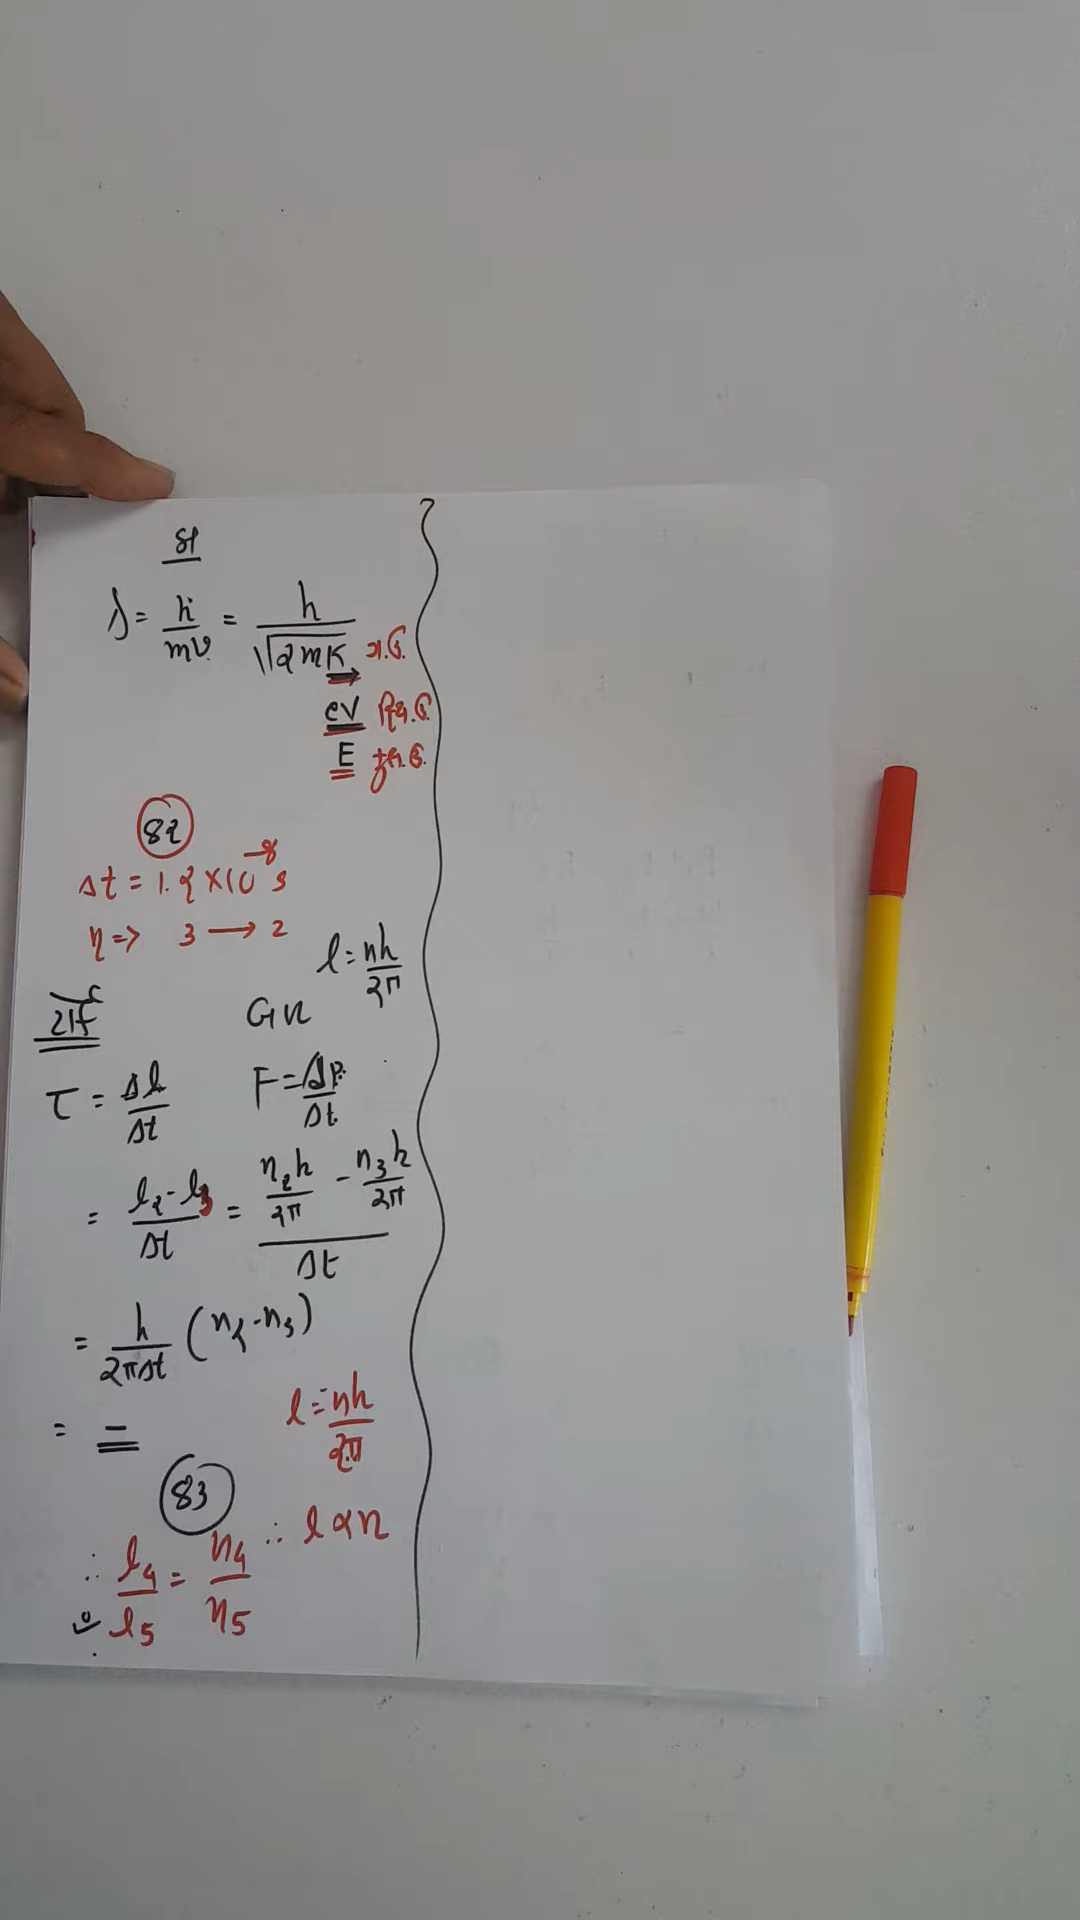 81
λ = h/mv = h/√2mK
eV
E
82
Δt = 1.2 × 10⁻⁸ s
n => 3 → 2
l = nh/2π
τ = Δl/Δt F = Δp/Δt
= l₂ - l₃/Δt = n₂h/2π - n₃h/2π/Δt
= h/2πΔt (n₂ - n₃)
= =
l = nh/2π
83
∴ l ∝ n
∴ l₄/l₅ = n₄/n₅